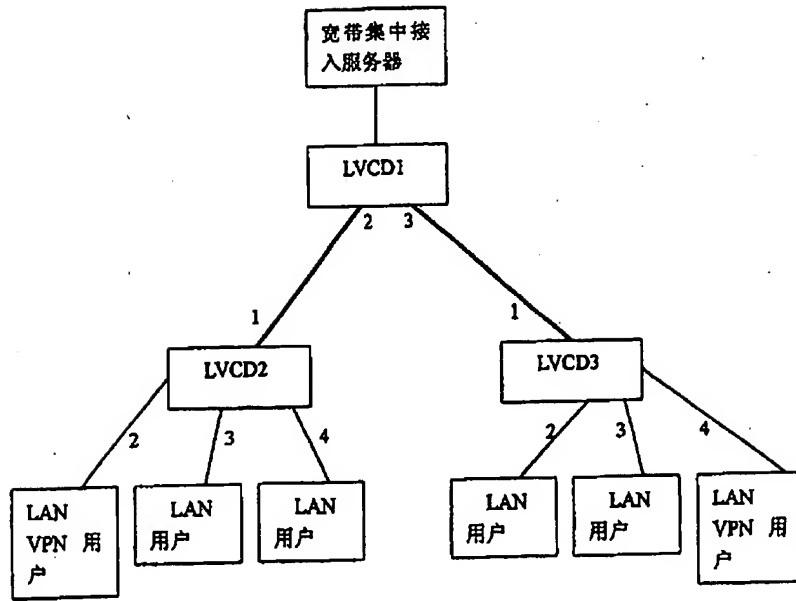 宽带集中接
入服务器
LVCD1
2 3
1 1
LVCD2
LVCD3
2 3 4
2 3 4
LAN
VPN 用
户
LAN
用户
LAN
用户
LAN
用户
LAN
用户
LAN
VPN 用
户